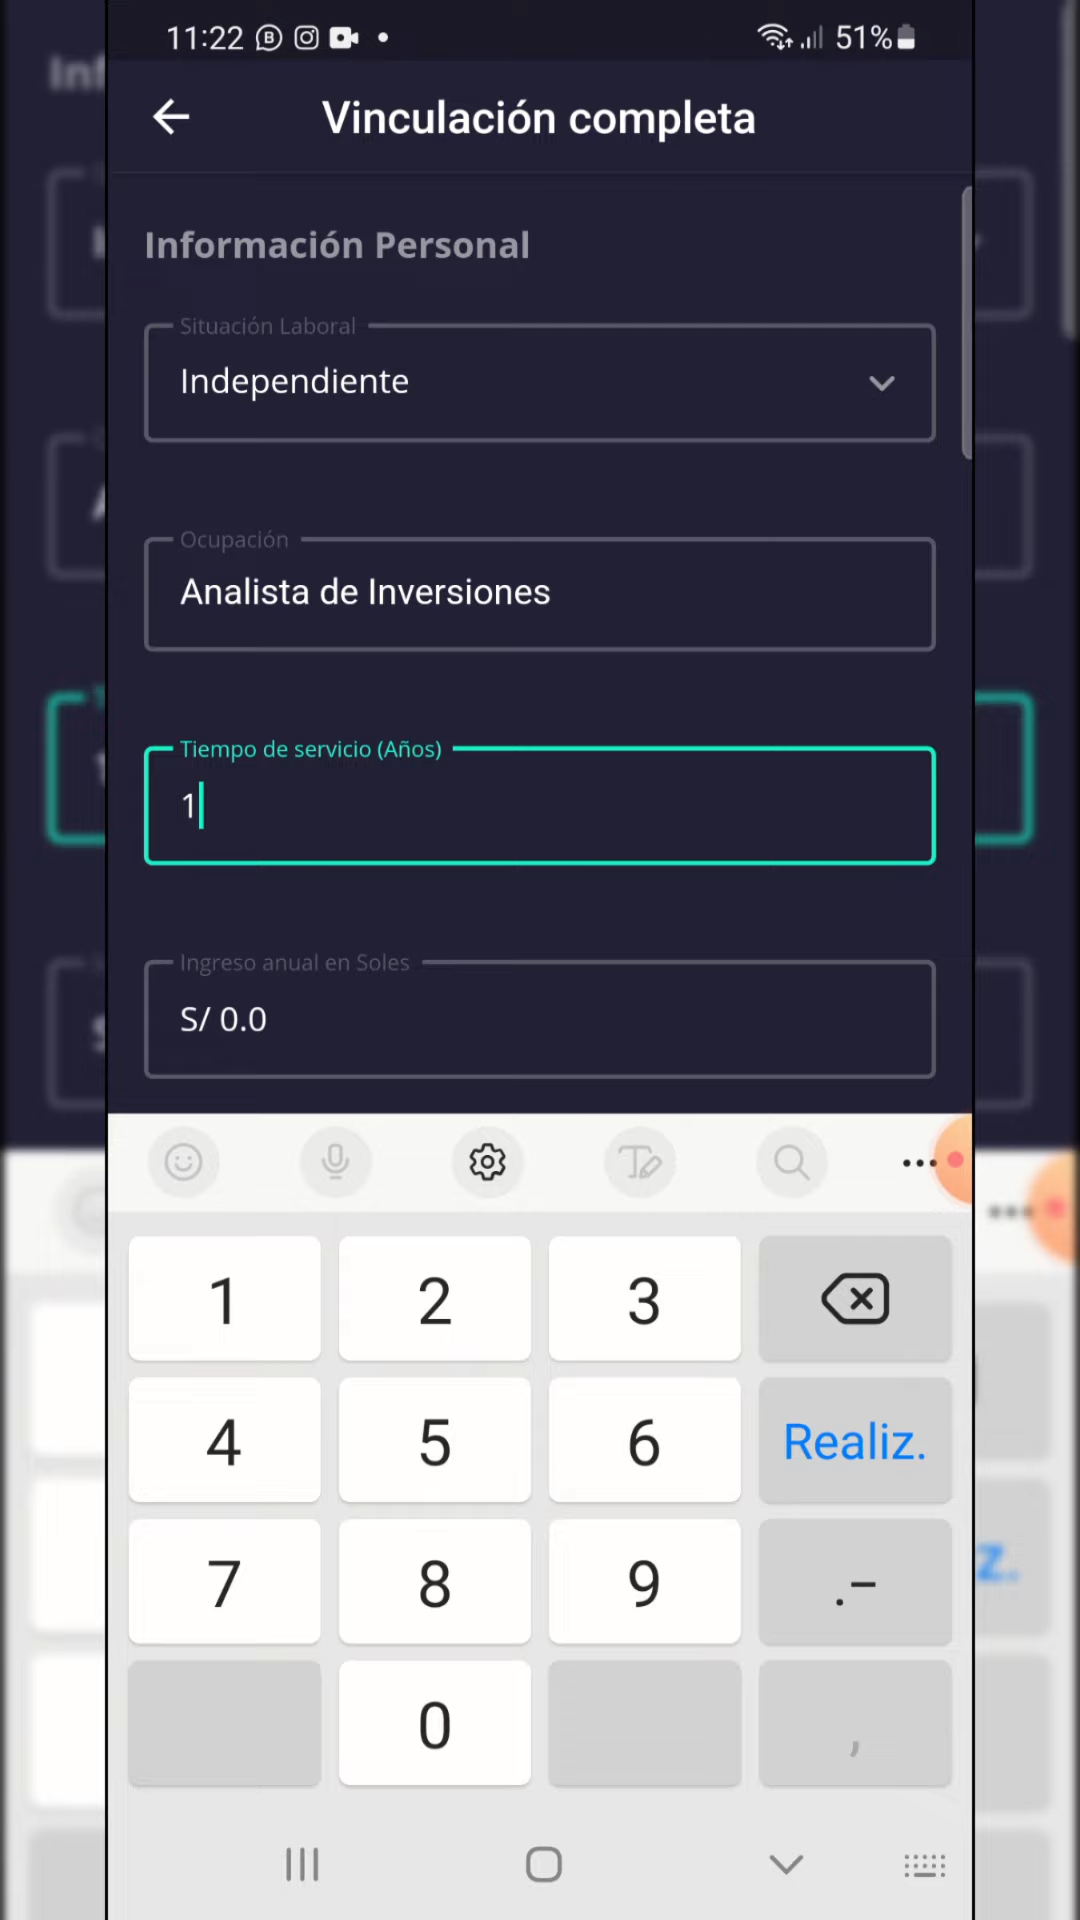 11:22 51%
Vinculación completa
Información Personal
Situación Laboral
Independiente
Ocupación
Analista de Inversiones
Tiempo de servicio (Años)
1
Ingreso anual en Soles
S/ 0.0
1 2 3
4 5 6 Realiz.
7 8 9 .-
0 ,